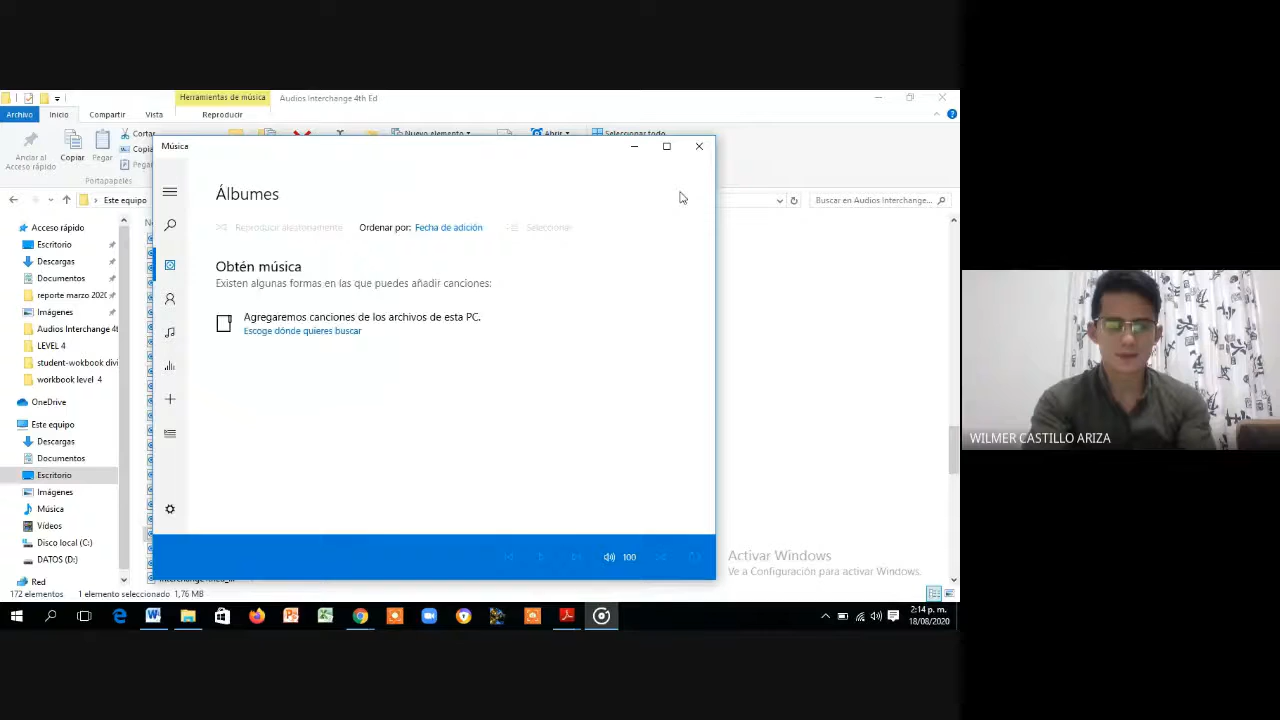 Herramientas de música
Audios Interchange 4th Ed
Archivo
Inicio
Compartir
Vista
Reproducir
Anclar al
Acceso rápido
Copiar
Pegar
Cortar
Nuevo elemento
Abrir
Seleccionar todo
Portapapeles
Este equipo
Buscar en Audios Interchange...
Acceso rápido
Escritorio
Descargas
Documentos
reporte marzo 2020
Imágenes
Audios Interchange 4t
LEVEL 4
student-wokbook divi
workbook level 4
OneDrive
Este equipo
Descargas
Documentos
Escritorio
Imágenes
Música
Vídeos
Disco local (C:)
DATOS (D:)
Red
172 elementos 1 elemento seleccionado 1,76 MB
Música
Álbumes
Reproducir aleatoriamente Ordenar por: Fecha de adición Seleccionar
Obtén música
Existen algunas formas en las que puedes añadir canciones:
Agregaremos canciones de los archivos de esta PC.
Escoge dónde quieres buscar
100
Activar Windows
Ve a Configuración para activar Windows.
2:14 p. m.
18/08/2020
WILMER CASTILLO ARIZA